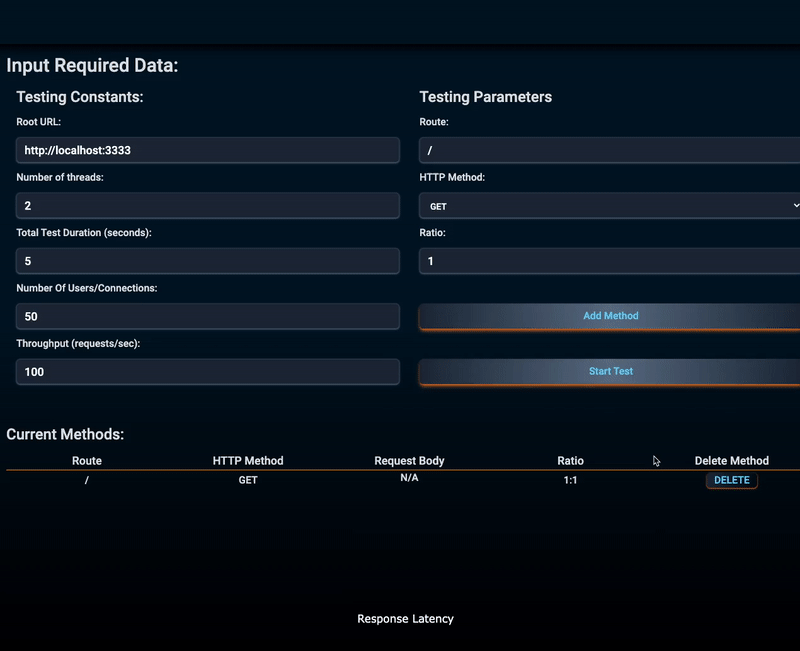 Input Required Data:
Testing Constants:
Root URL:
http://localhost:3333
Number of threads:
2
Total Test Duration (seconds):
5
Number Of Users/Connections:
50
Throughput (requests/sec):
100
Testing Parameters
Route:
/
HTTP Method:
GET
Ratio:
1
Add Method
Start Test
Current Methods:
Route HTTP Method Request Body Ratio Delete Method
/ GET N/A 1:1 DELETE
Response Latency